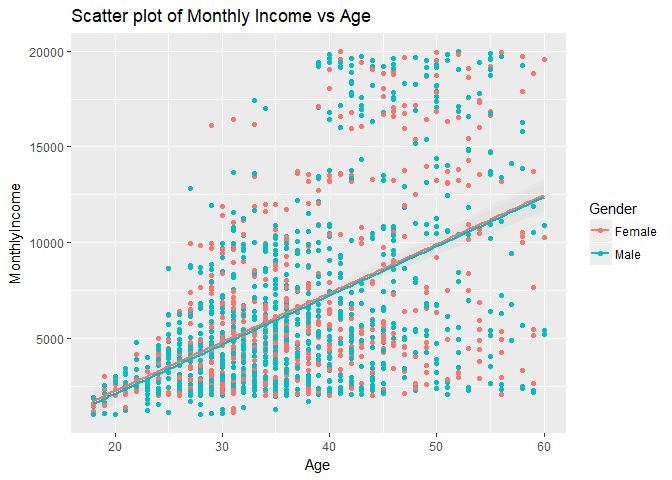 Scatter plot of Monthly Income vs Age
20000
15000
10000
5000
MonthlyIncome
20
30
40
50
60
Age
Gender
Female
Male